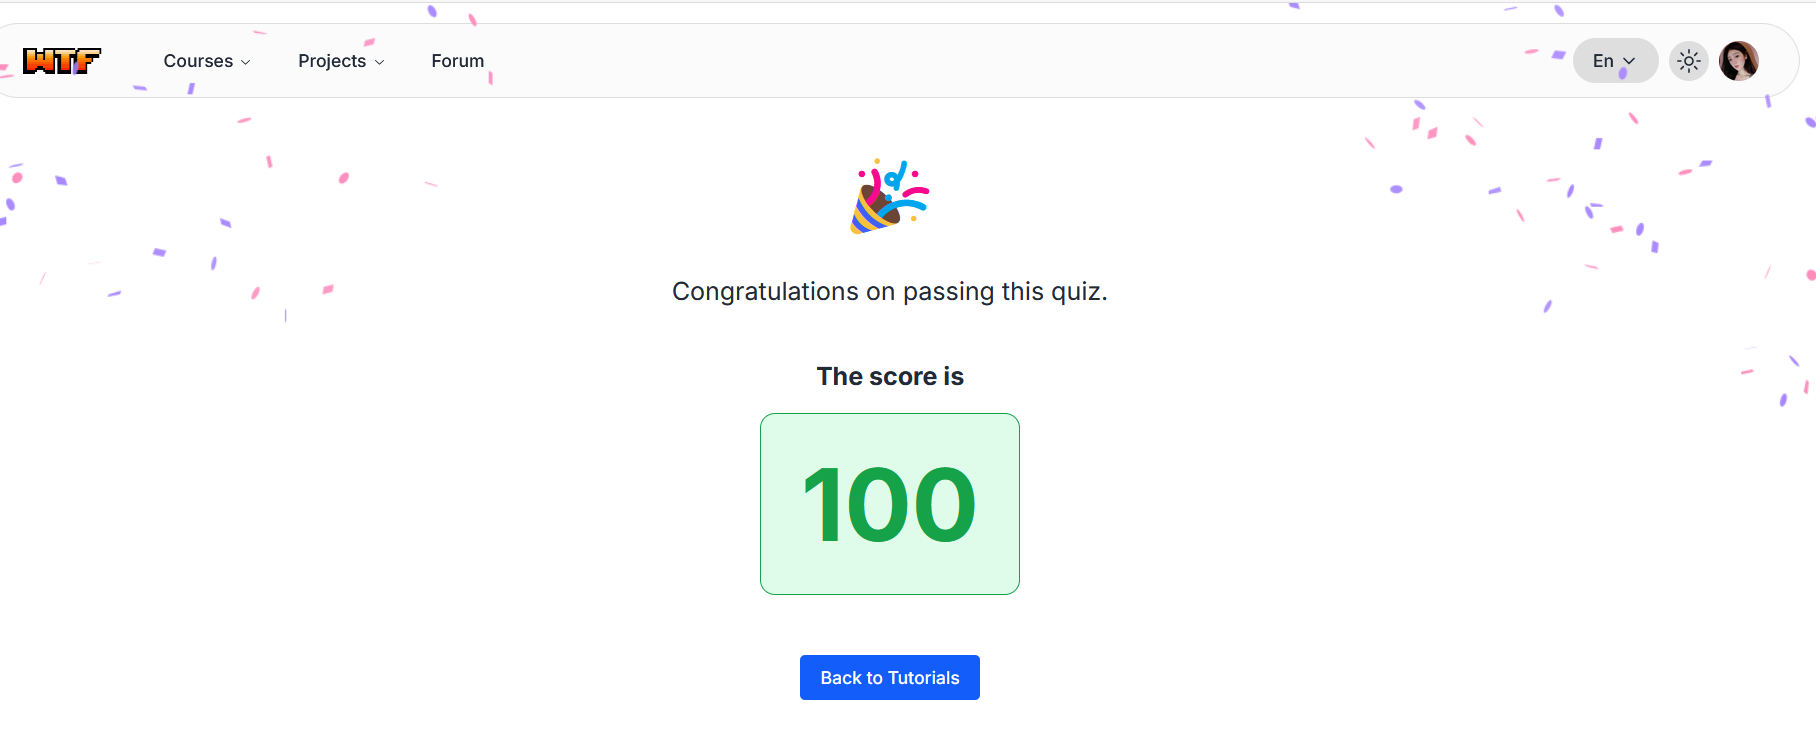 WTF Courses Projects Forum En
Congratulations on passing this quiz.
The score is
100
Back to Tutorials